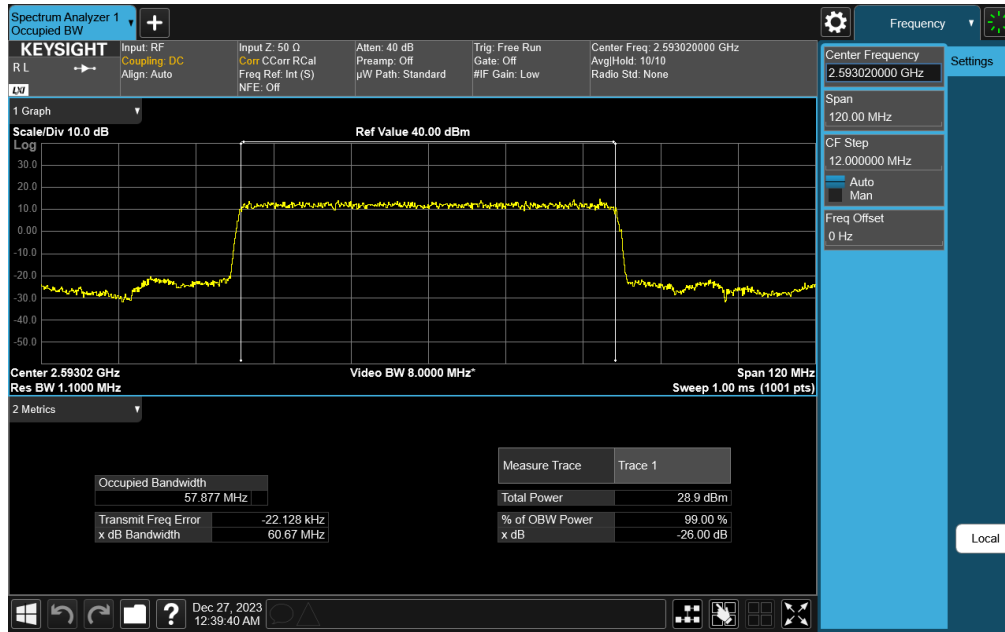 Spectrum Analyzer 1
Occupied BW
+
Frequency
KEYSIGHT
R L
LXI
Input: RF
Coupling: DC
Align: Auto
Input Z: 50 Ω
Corr CCorr RCal
Freq Ref: Int (S)
NFE: Off
Atten: 40 dB
Preamp: Off
µW Path: Standard
Trig: Free Run
Gate: Off
#IF Gain: Low
Center Freq: 2.593020000 GHz
Avg|Hold: 10/10
Radio Std: None
Center Frequency
2.593020000 GHz
Settings
Span
120.00 MHz
CF Step
12.000000 MHz
Auto
Man
Freq Offset
0 Hz
Local
1 Graph
Scale/Div 10.0 dB
Ref Value 40.00 dBm
Log
30.0
20.0
10.0
0.00
-10.0
-20.0
-30.0
-40.0
-50.0
Center 2.59302 GHz
Video BW 8.0000 MHz*
Span 120 MHz
Res BW 1.1000 MHz
Sweep 1.00 ms (1001 pts)
2 Metrics
Measure Trace Trace 1
Occupied Bandwidth
57.877 MHz
Total Power 28.9 dBm
Transmit Freq Error -22.128 kHz
% of OBW Power 99.00 %
x dB Bandwidth 60.67 MHz
x dB -26.00 dB
?
Dec 27, 2023
12:39:40 AM